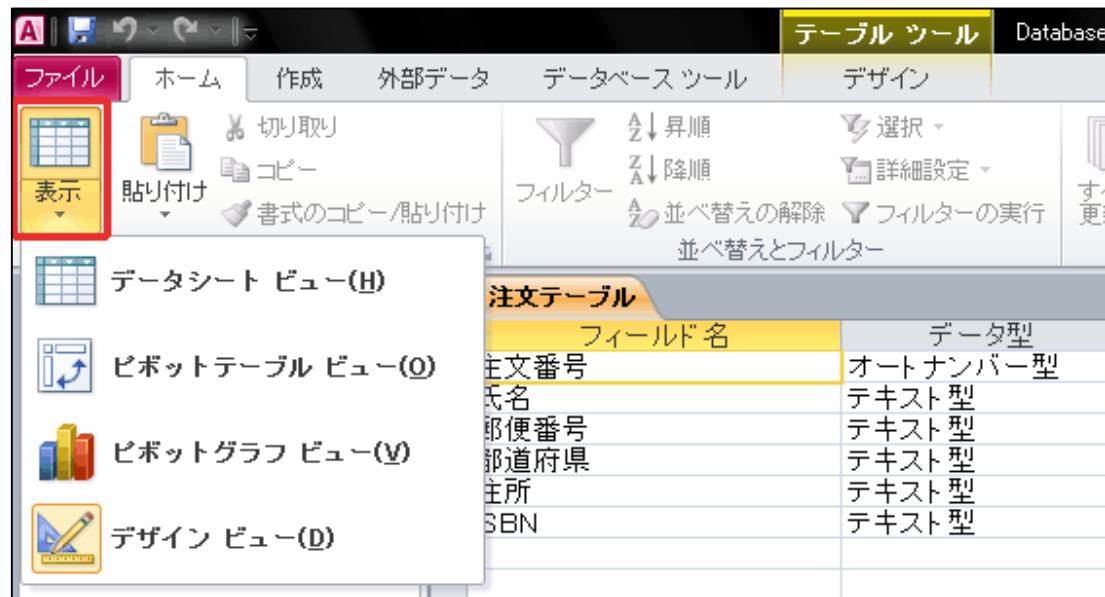 テーブル ツール Database
ファイル ホーム 作成 外部データ データベース ツール デザイン
表示
貼り付け
切り取り
コピー
書式のコピー/貼り付け
フィルター
昇順
降順
並べ替えの解除
選択
詳細設定
フィルターの実行
並べ替えとフィルター
データシート ビュー(H)
ピボットテーブル ビュー(O)
ピボットグラフ ビュー(V)
デザイン ビュー(D)
注文テーブル
フィールド名 データ型
注文番号 オートナンバー型
氏名 テキスト型
郵便番号 テキスト型
都道府県 テキスト型
住所 テキスト型
ISBN テキスト型